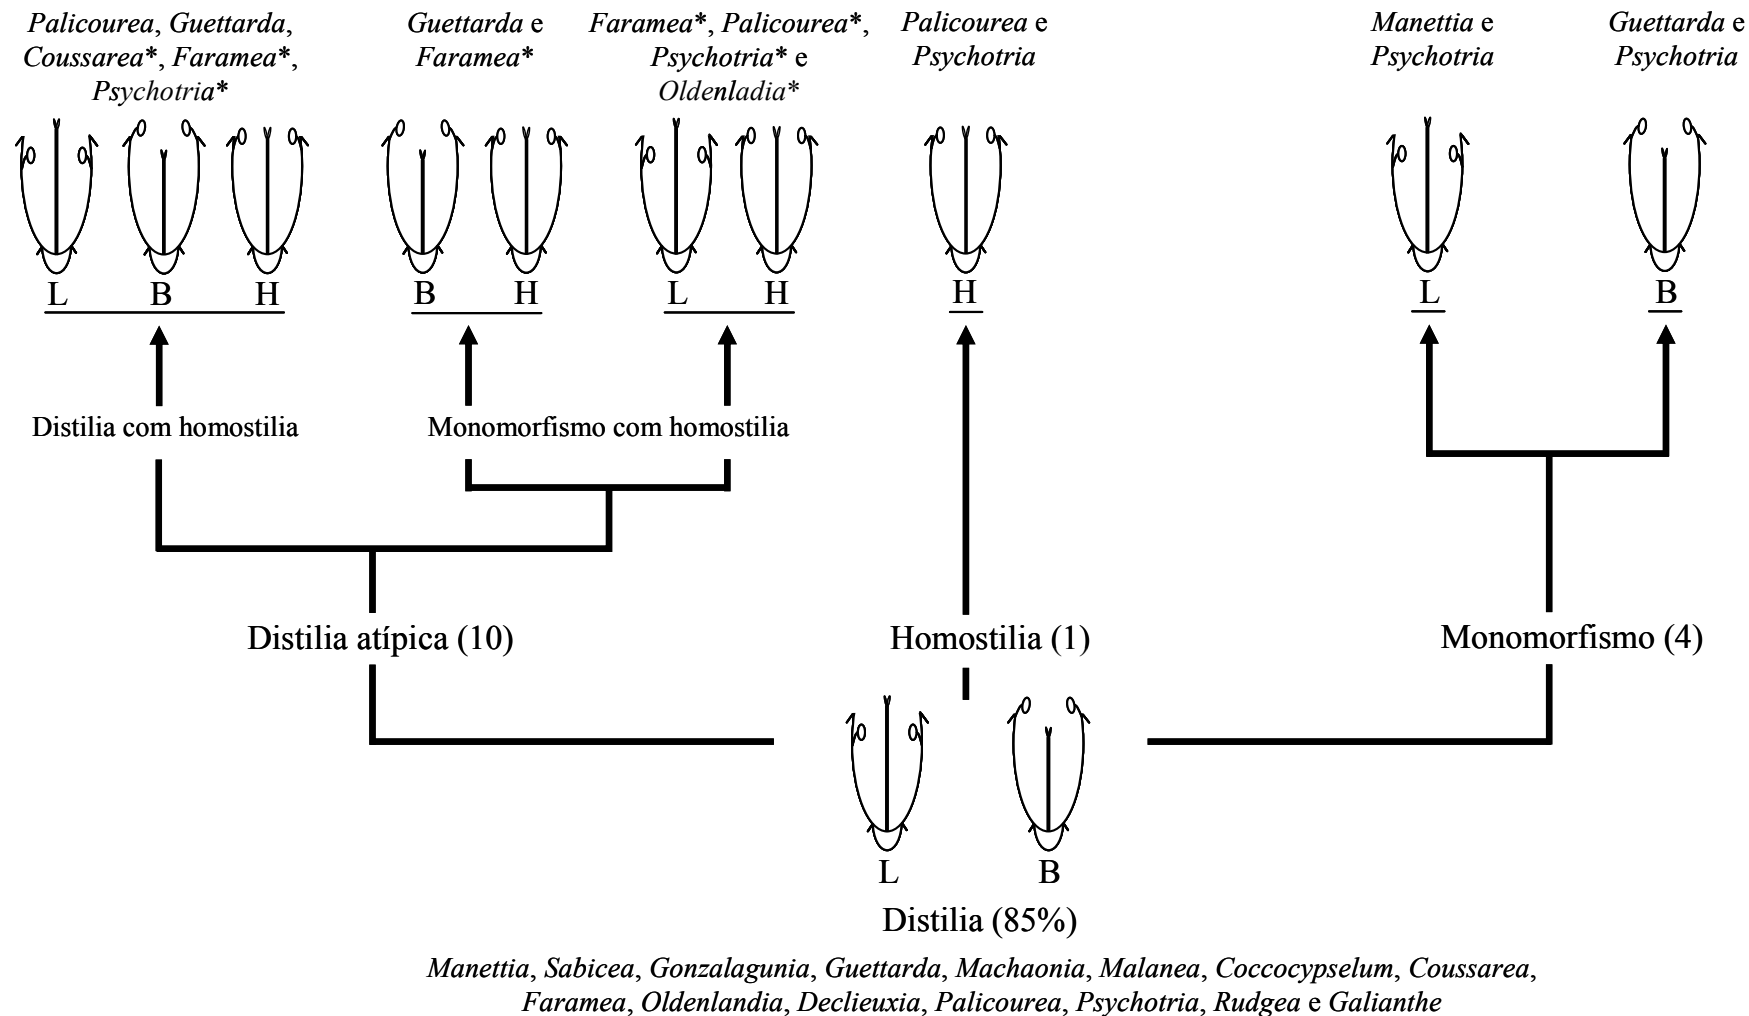 Palicourea, Guettarda,
Coussarea*, Faramea*,
Psychotria*
Guettarda e
Faramea*
Faramea*, Palicourea*,
Psychotria* e
Oldenladia*
Palicourea e
Psychotria
Manettia e
Psychotria
Guettarda e
Psychotria
L B H
B H
L H
H
L
B
Distilia com homostilia
Monomorfismo com homostilia
Distilia atípica (10)
Homostilia (1)
Monomorfismo (4)
L B
Distilia (85%)
Manettia, Sabicea, Gonzalagunia, Guettarda, Machaonia, Malanea, Coccocypselum, Coussarea,
Faramea, Oldenlandia, Declieuxia, Palicourea, Psychotria, Rudgea e Galianthe